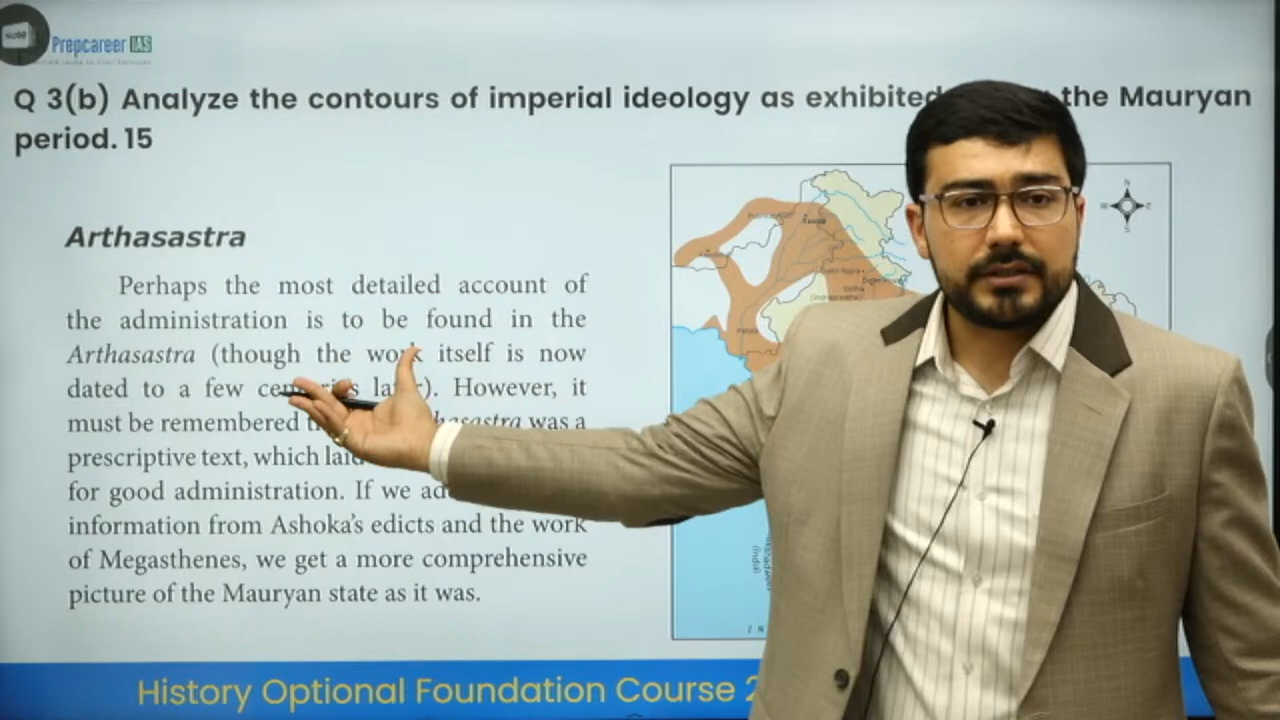 Prepcareer IAS
Q 3(b) Analyze the contours of imperial ideology as exhibited the Mauryan
period. 15
Arthasastra
Perhaps the most detailed account of
the administration is to be found in the
Arthasastra (though the work itself is now
dated to a few later). However, it
must be remembered was a
prescriptive text, which laid
for good administration. If we
information from Ashoka's edicts and the work
of Megasthenes, we get a more comprehensive
picture of the Mauryan state as it was.
N
S
History Optional Foundation Course